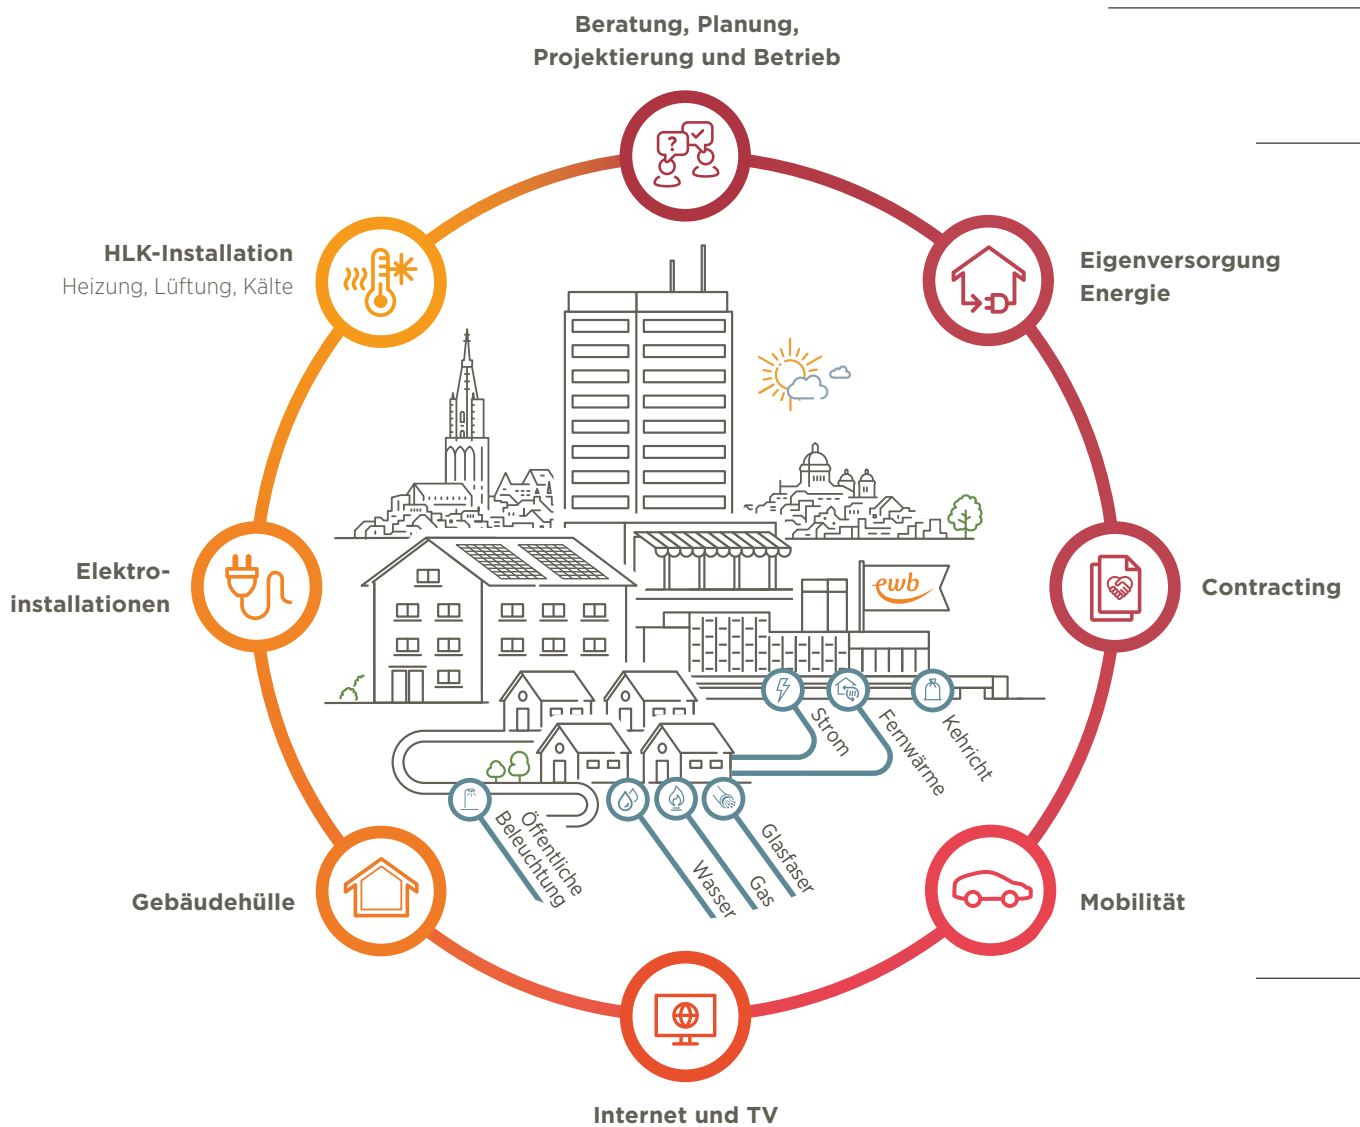 Beratung, Planung,
Projektierung und Betrieb
HLK-Installation
Heizung, Lüftung, Kälte
Eigenversorgung
Energie
Elektro-
installationen
ewb
Contracting
Strom
Fernwärme
Kehricht
Öffentliche
Beleuchtung
Wasser
Gas
Glasfaser
Gebäudehülle
Mobilität
Internet und TV